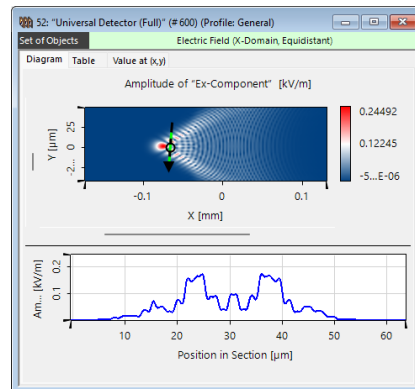 52: "Universal Detector (Full)" (# 600) (Profile: General)
Set of Objects
Electric Field (X-Domain, Equidistant)
Diagram
Table
Value at (x,y)
Amplitude of "Ex-Component" [kV/m]
Y [µm]
25
0
-2...
-0.1
0
0.1
X [mm]
0.24492
0.12245
-5...E-06
Am... [kV/m]
0.2
0.1
10
20
30
40
50
60
Position in Section [µm]